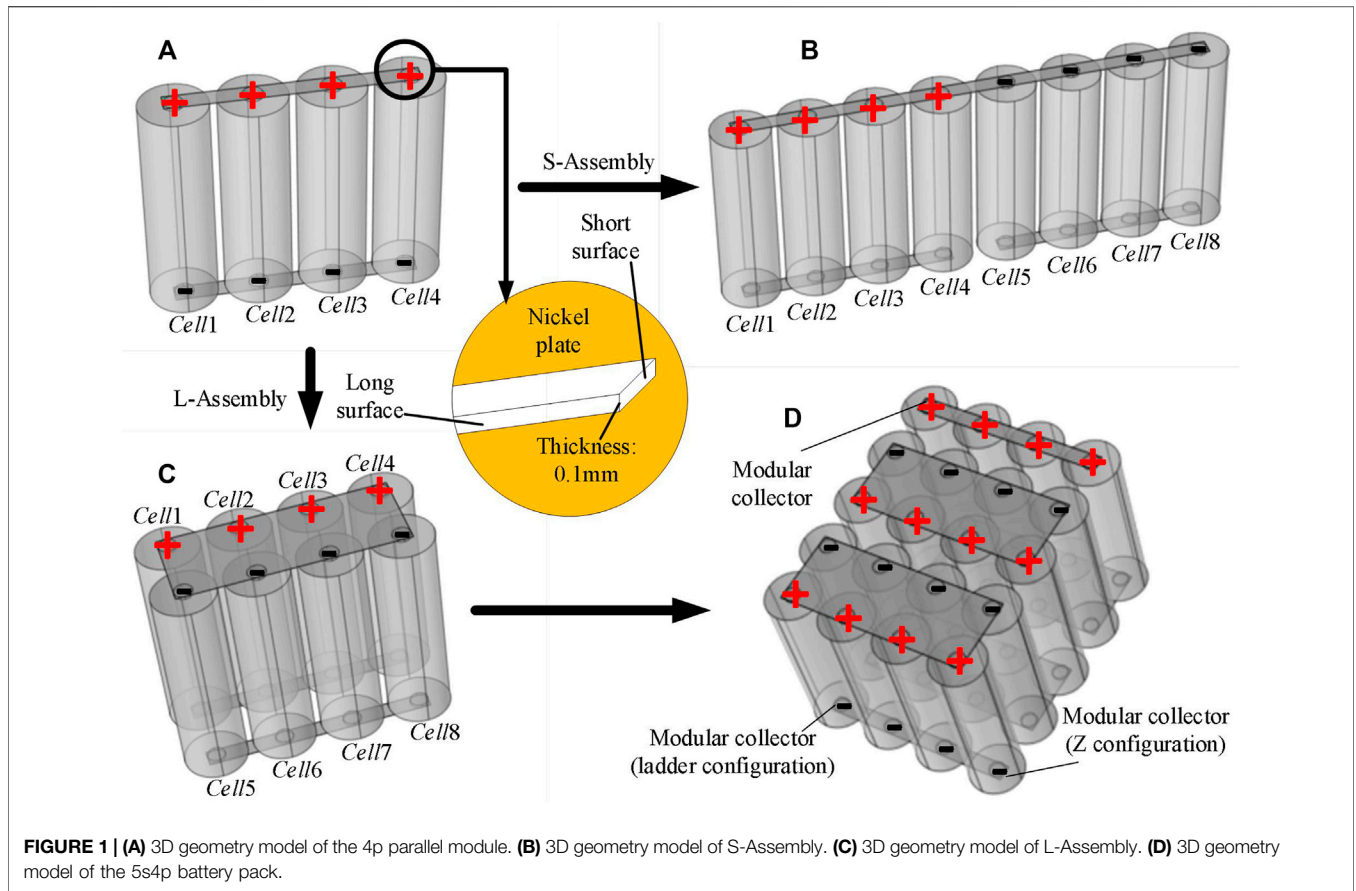 A
B
S-Assembly
Short
surface
Cell1
Cell2
Cell3
Cell4
Cell1
Cell2
Cell3
Cell4
Cell5
Cell6
Cell7
Cell8
Nickel
plate
L-Assembly
Long
surface
Thickness:
0.1mm
C
Cell1
Cell2
Cell3
Cell4
Cell5
Cell6
Cell7
Cell8
D
Modular
collector
Modular collector
(ladder configuration)
Modular collector
(Z configuration)
FIGURE 1 | (A) 3D geometry model of the 4p parallel module. (B) 3D geometry model of S-Assembly. (C) 3D geometry model of L-Assembly. (D) 3D geometry
model of the 5s4p battery pack.